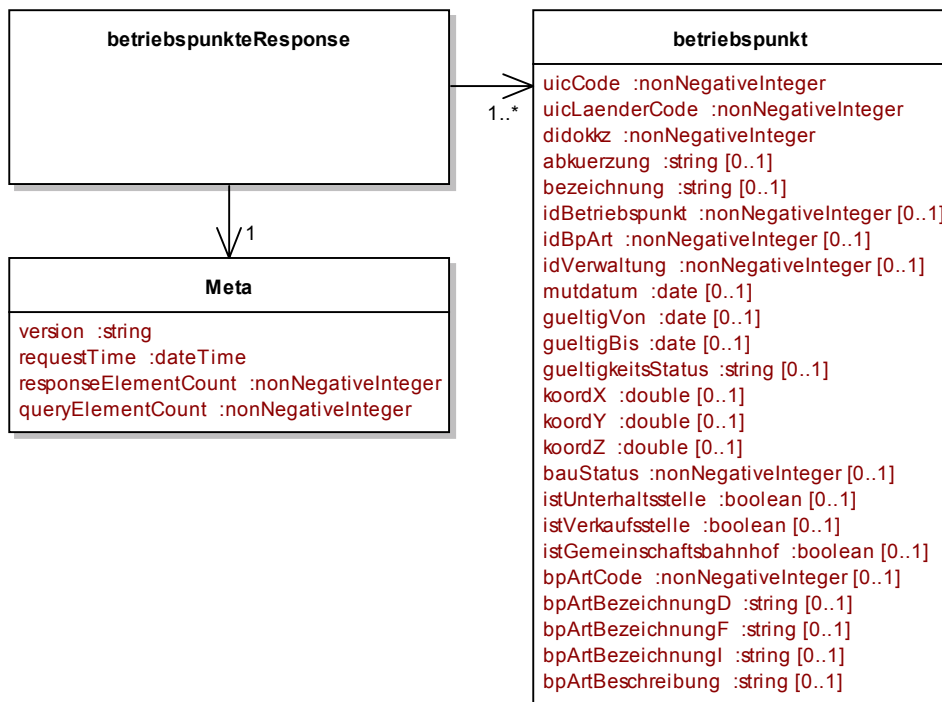 betriebspunkteResponse
1..*
1
Meta
version :string
requestTime :dateTime
responseElementCount :nonNegativeInteger
queryElementCount :nonNegativeInteger
betriebspunkt
uicCode :nonNegativeInteger
uicLaenderCode :nonNegativeInteger
didokkz :nonNegativeInteger
abkuerzung :string [0..1]
bezeichnung :string [0..1]
idBetriebspunkt :nonNegativeInteger [0..1]
idBpArt :nonNegativeInteger [0..1]
idVerwaltung :nonNegativeInteger [0..1]
mutdatum :date [0..1]
gueltigVon :date [0..1]
gueltigBis :date [0..1]
gueltigkeitsStatus :string [0..1]
koordX :double [0..1]
koordY :double [0..1]
koordZ :double [0..1]
bauStatus :nonNegativeInteger [0..1]
istUnterhaltsstelle :boolean [0..1]
istVerkaufsstelle :boolean [0..1]
istGemeinschaftsbahnhof :boolean [0..1]
bpArtCode :nonNegativeInteger [0..1]
bpArtBezeichnungD :string [0..1]
bpArtBezeichnungF :string [0..1]
bpArtBezeichnungI :string [0..1]
bpArtBeschreibung :string [0..1]